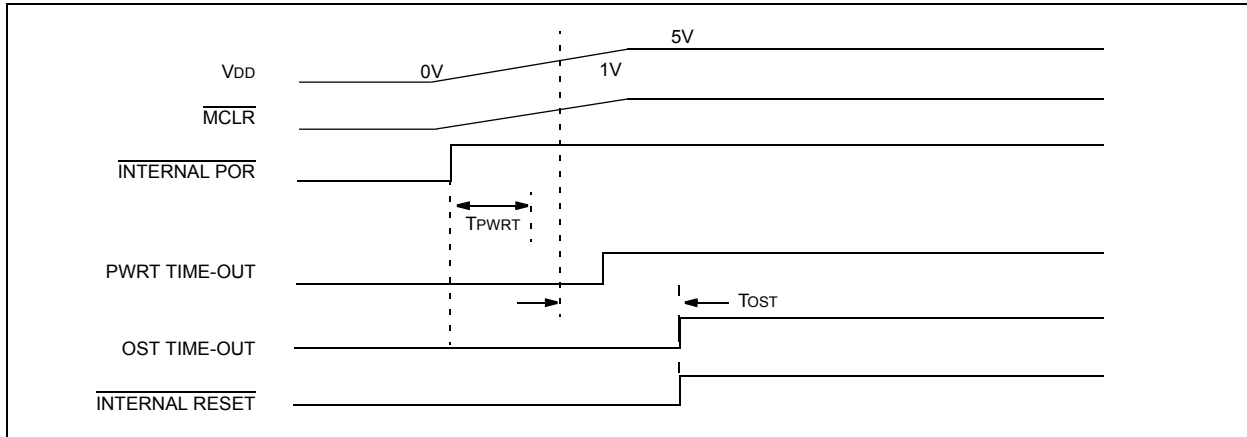 5V
VDD 0V 1V
MCLR
INTERNAL POR
TPWRT
PWRT TIME-OUT
TOST
OST TIME-OUT
INTERNAL RESET